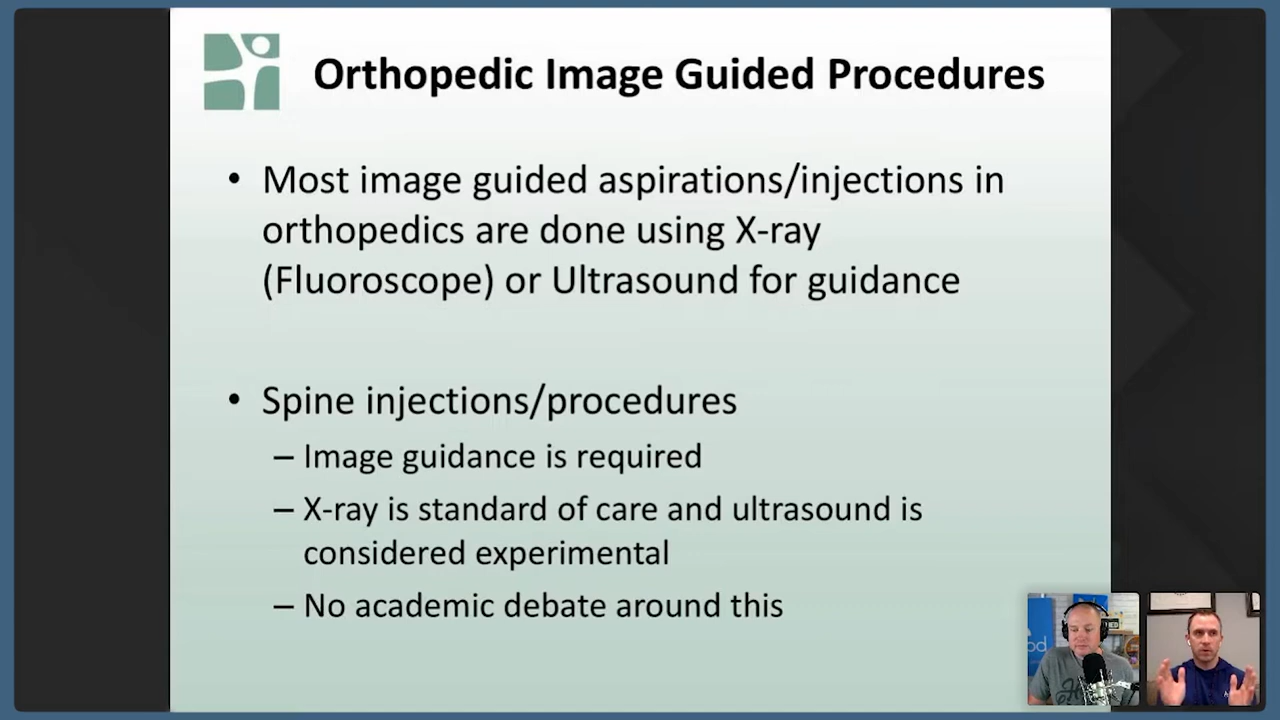 Orthopedic Image Guided Procedures
• Most image guided aspirations/injections in
orthopedics are done using X-ray
(Fluoroscope) or Ultrasound for guidance
• Spine injections/procedures
– Image guidance is required
– X-ray is standard of care and ultrasound is
considered experimental
– No academic debate around this